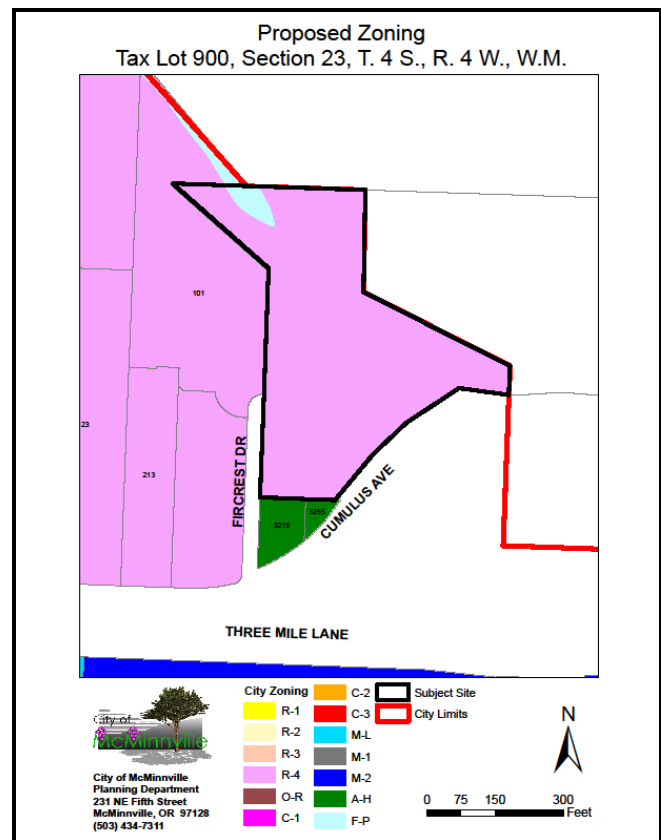 Proposed Zoning
Tax Lot 900, Section 23, T. 4 S., R. 4 W., W.M.
101
23
213
FIRCREST DR
CUMULUS AVE
3215
3255
THREE MILE LANE
City of
McMinnville
City of McMinnville
Planning Department
231 NE Fifth Street
McMinnville, OR 97128
(503) 434-7311
City Zoning
R-1
R-2
R-3
R-4
O-R
C-1
C-2
C-3
M-L
M-1
M-2
A-H
F-P
Subject Site
City Limits
N
0 75 150 300
Feet